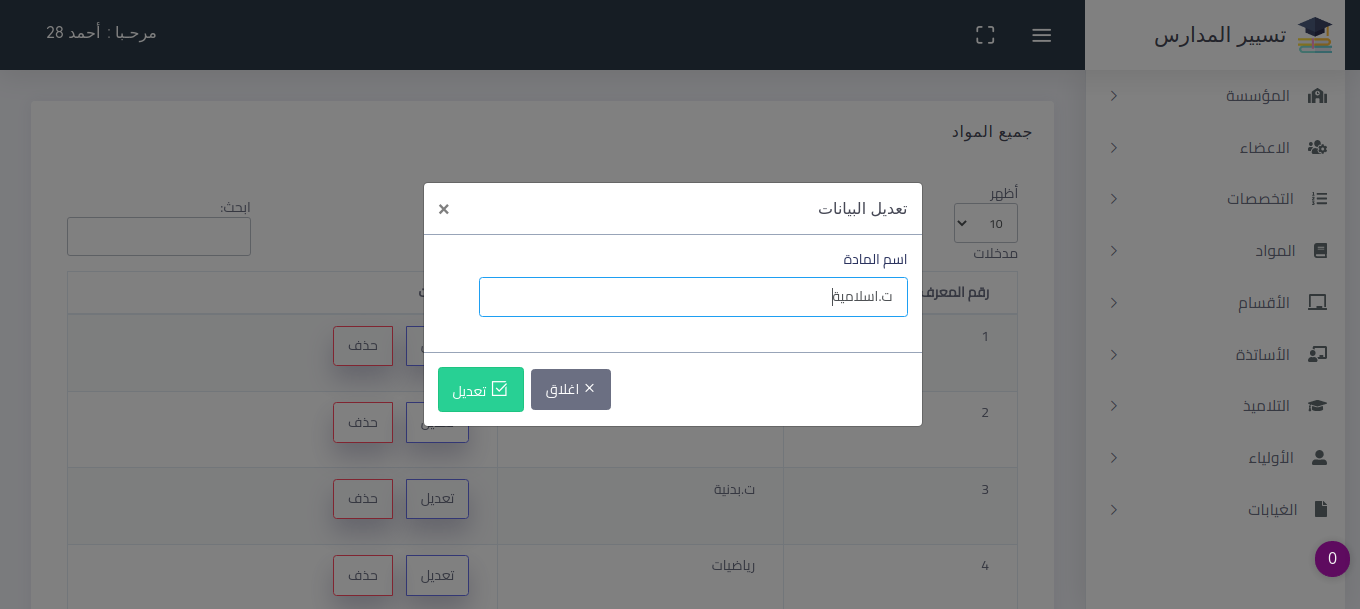 تسيير المدارس
مرحـبـا : أحمد 28
المؤسسة
الاعضاء
التخصصات
المواد
الأقسام
الأساتذة
التلاميذ
الأولياء
الغيابات
0
جميع المواد
أظهر
10
مدخلات
ابحث:
رقم المعرف
1
حذف
2
حذف
3
ت.بدنية
تعديل
حذف
4
رياضيات
تعديل
حذف
تعديل البيانات
×
اسم المادة
ت.اسلامية
× اغلاق
تعديل